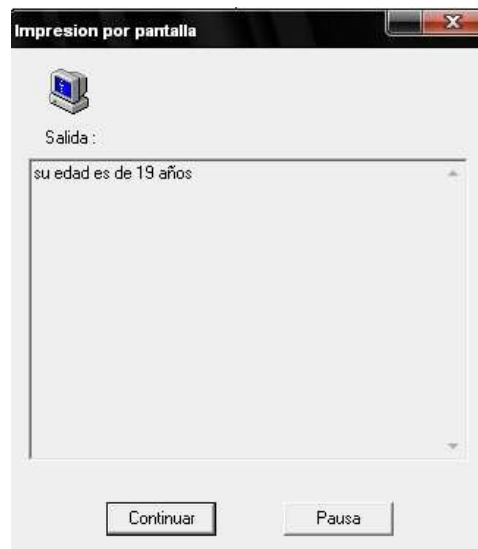 Impresion por pantalla
Salida :
su edad es de 19 años
Continuar
Pausa